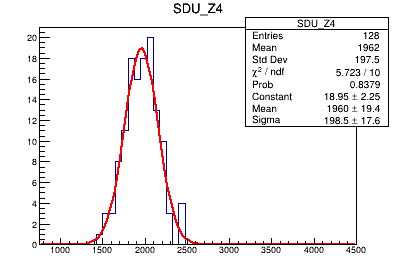 SDU_Z4
SDU_Z4
Entries 128
Mean 1962
Std Dev 197.5
χ² / ndf 5.723 / 10
Prob 0.8379
Constant 18.95 ± 2.25
Mean 1960 ± 19.4
Sigma 198.5 ± 17.6
20
18
16
14
12
10
8
6
4
2
0
1000 1500 2000 2500 3000 3500 4000 4500